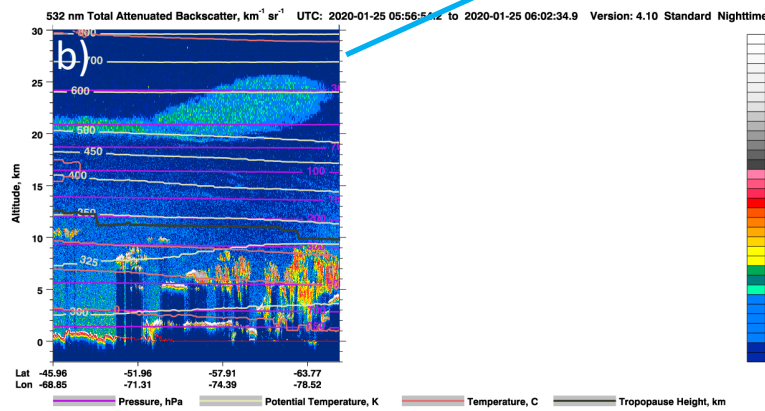 532 nm Total Attenuated Backscatter, km⁻¹ sr⁻¹ UTC: 2020-01-25 05:56:54.2 to 2020-01-25 06:02:34.9 Version: 4.10 Standard Nighttime
30
b)
700
25
600
500
20
450
400
100
15
350
10
325
5
300
0
Altitude, km
Lat -45.96 -51.96 -57.91 -63.77
Lon -68.85 -71.31 -74.39 -78.52
Pressure, hPa Potential Temperature, K Temperature, C Tropopause Height, km